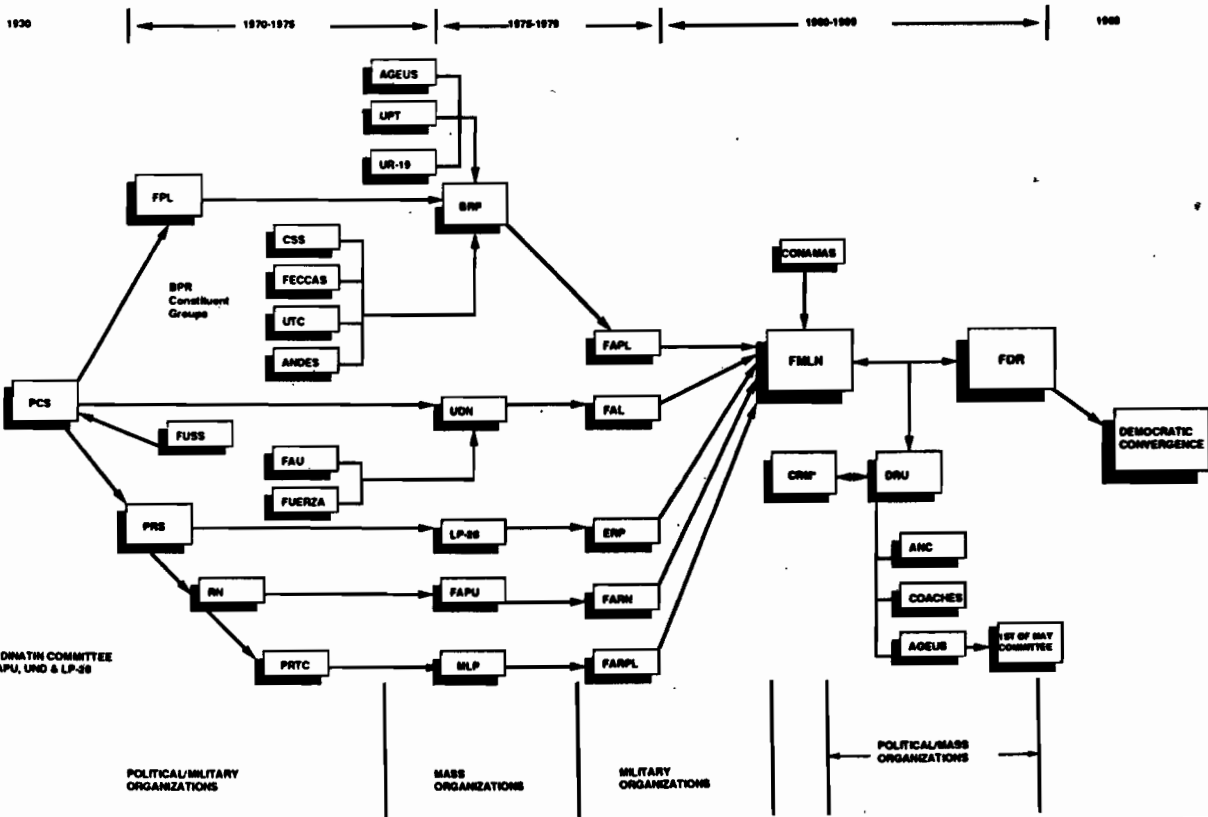 1930
1970-1975
1975-1979
1980-1989
AGEUS
UPT
UR-19
FPL
BRP
CSS
FECCAS
UTC
ANDES
BPR
Constituent
Groups
CONAMAS
FAPL
FMLN
FDR
PCS
UDN
FAL
FUSS
DEMOCRATIC
CONVERGENCE
FAU
FUERZA
CRM*
DRU
PRS
ERP
ANC
RN
FAPU
FARN
COACHES
DINATIN COMMITTEE
APU, UND & LP-28
AGEUS
1ST OF MAY
COMMITTEE
PRTC
MLP
FARPL
POLITICAL/MILITARY
ORGANIZATIONS
MASS
ORGANIZATIONS
MILITARY
ORGANIZATIONS
POLITICAL/MASS
ORGANIZATIONS